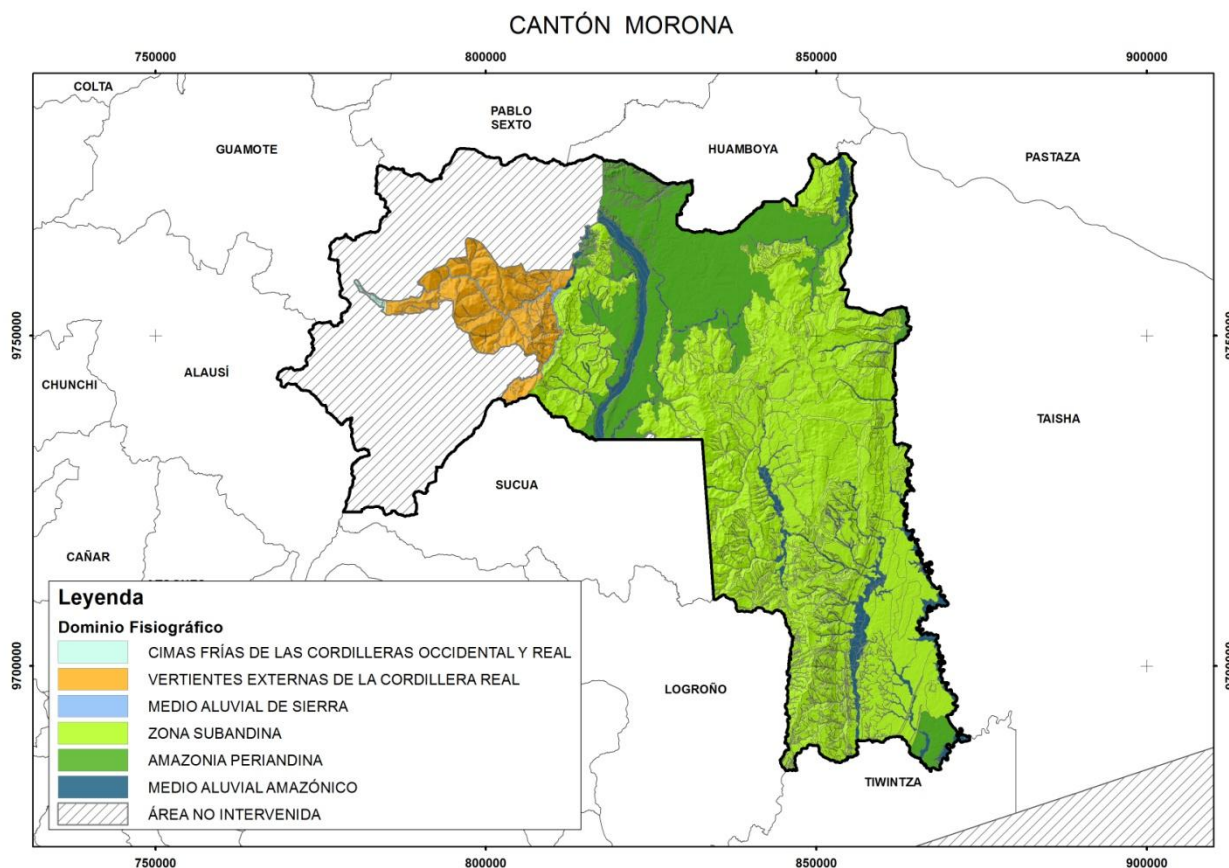 CANTÓN MORONA
750000 800000 850000 900000
COLTA
PABLO
SEXTO
GUAMOTE
HUAMBOYA
PASTAZA
9750000
9750000
ALAUSÍ
CHUNCHI
TAISHA
SUCUA
CAÑAR
9700000
9700000
LOGROÑO
TIWINTZA
Leyenda
Dominio Fisiográfico
CIMAS FRÍAS DE LAS CORDILLERAS OCCIDENTAL Y REAL
VERTIENTES EXTERNAS DE LA CORDILLERA REAL
MEDIO ALUVIAL DE SIERRA
ZONA SUBANDINA
AMAZONIA PERIANDINA
MEDIO ALUVIAL AMAZÓNICO
ÁREA NO INTERVENIDA
750000 800000 850000 900000